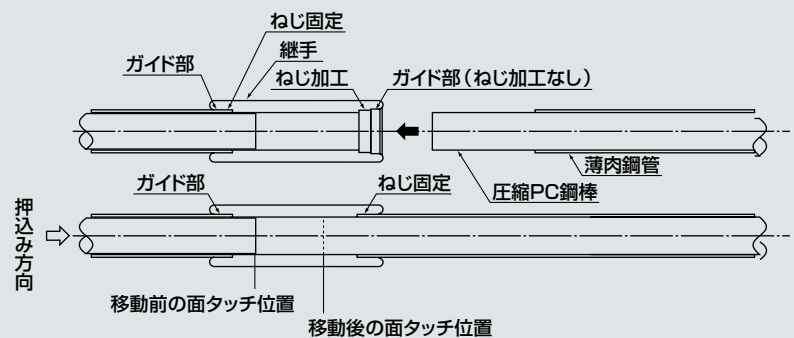 ねじ固定
継手
ガイド部
ねじ加工
ガイド部（ねじ加工なし）
薄肉鋼管
圧縮PC鋼棒
ガイド部
ねじ固定
押込み方向
移動前の面タッチ位置
移動後の面タッチ位置